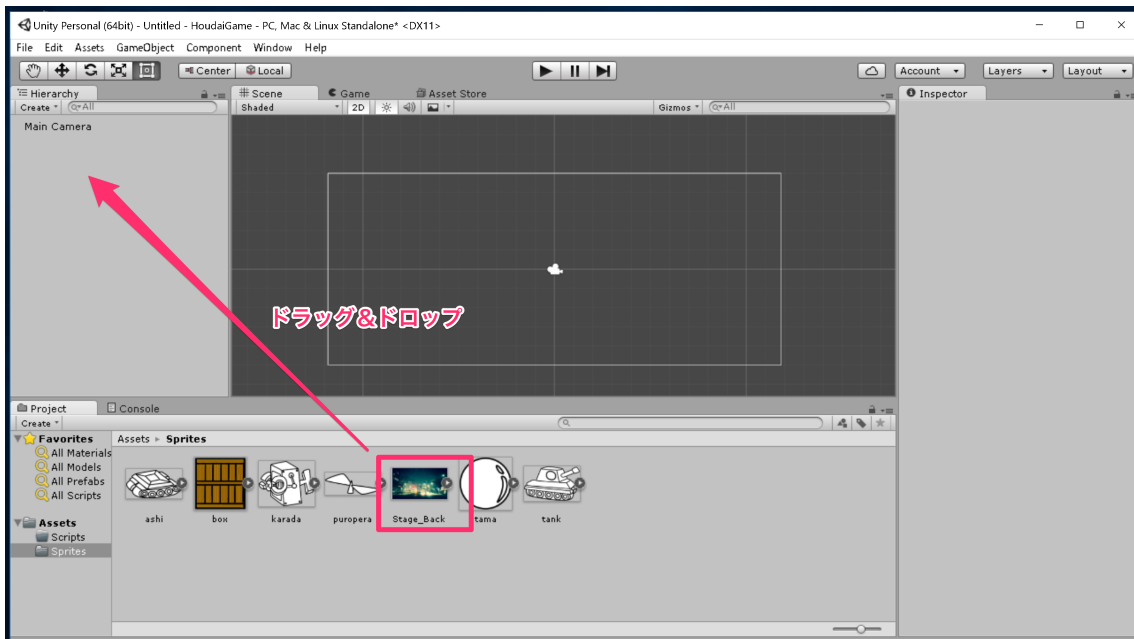 Unity Personal (64bit) - Untitled - HoudaiGame - PC, Mac & Linux Standalone* <DX11>
File Edit Assets GameObject Component Window Help
Center Local Account Layers Layout
Hierarchy Scene Game Asset Store Inspector
Create All Shaded 2D Gizmos All
Main Camera
ドラッグ&ドロップ
Project Console
Create
Favorites Assets Sprites
All Materials
All Models
All Prefabs
All Scripts
ashi box karada puropera Stage_Back tama tank
Assets
Scripts
Sprites